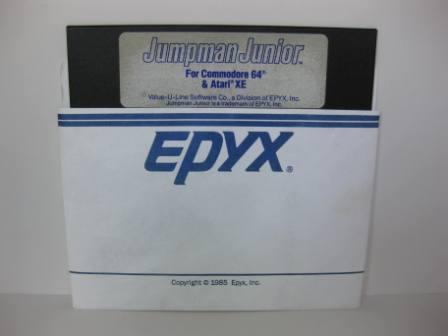 Jumpman Junior™
For Commodore 64®
& Atari® XE
Value-U-Line Software Co., a Division of EPYX, Inc.
Jumpman Junior is a trademark of EPYX, Inc.
EPYX®
Copyright © 1985 Epyx, Inc.